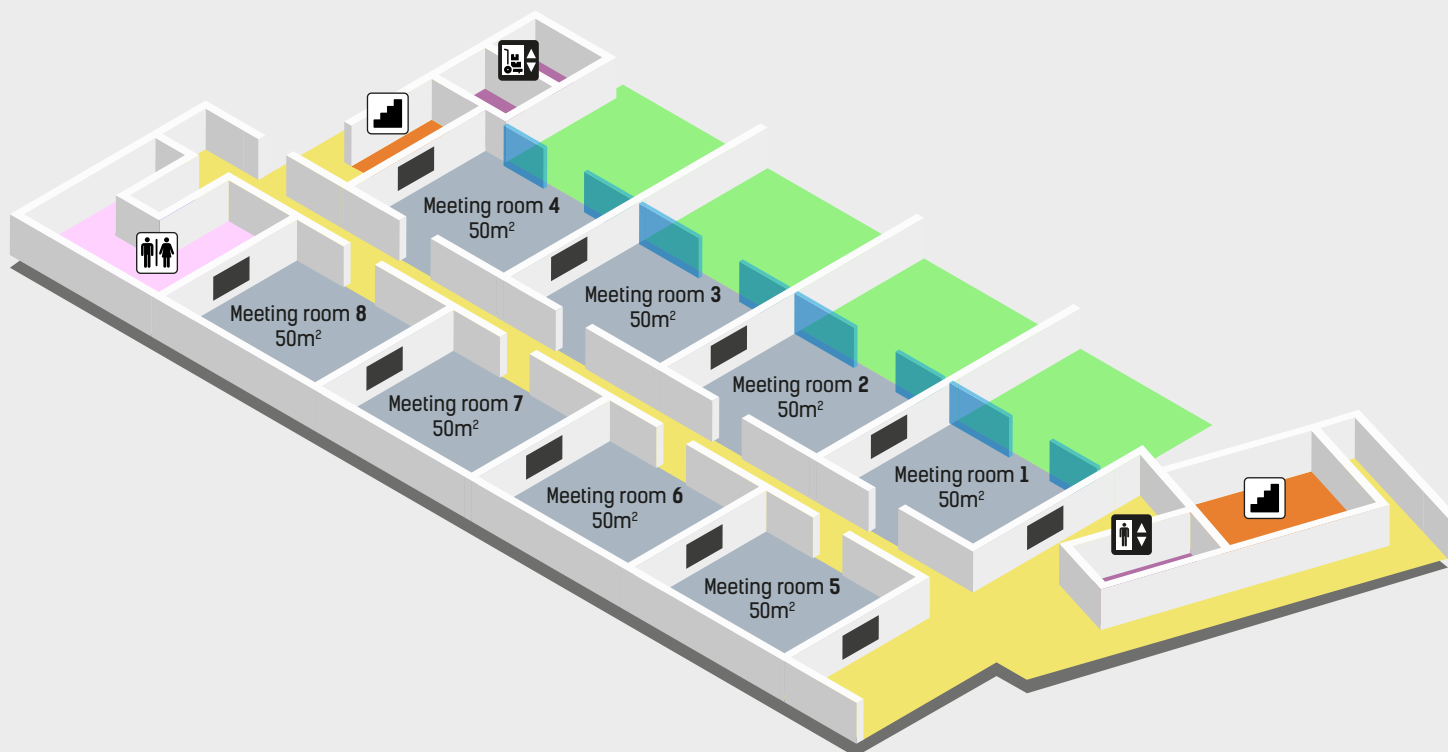 Meeting room 4
50m²
Meeting room 3
50m²
Meeting room 8
50m²
Meeting room 2
50m²
Meeting room 7
50m²
Meeting room 1
50m²
Meeting room 6
50m²
Meeting room 5
50m²